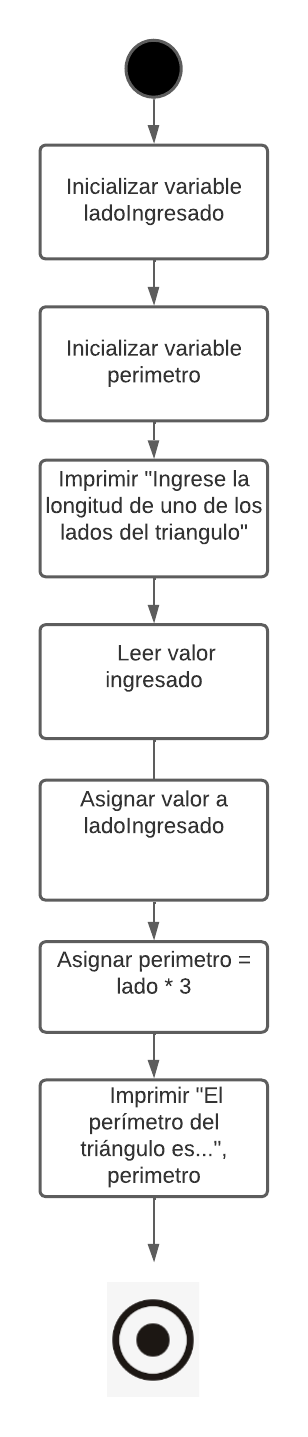 Inicializar variable
ladoIngresado
Inicializar variable
perimetro
Imprimir "Ingrese la
longitud de uno de los
lados del triangulo"
Leer valor
ingresado
Asignar valor a
ladoIngresado
Asignar perimetro =
lado * 3
Imprimir "El
perímetro del
triángulo es...",
perimetro